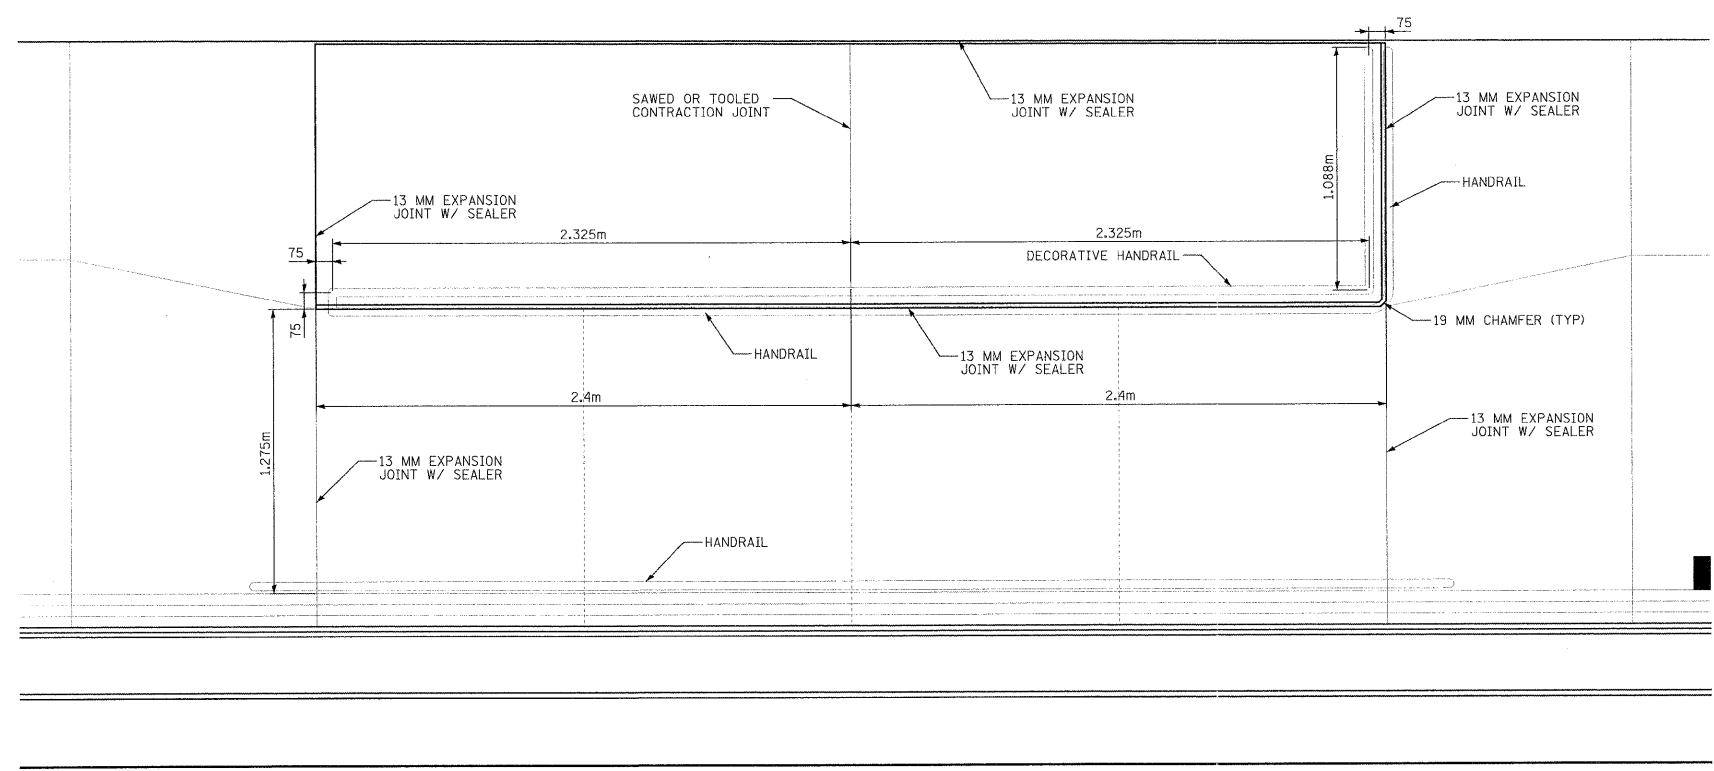 75
SAWED OR TOOLED
CONTRACTION JOINT
13 MM EXPANSION
JOINT W/ SEALER
13 MM EXPANSION
JOINT W/ SEALER
1.088m
HANDRAIL
13 MM EXPANSION
JOINT W/ SEALER
2.325m
2.325m
75
DECORATIVE HANDRAIL
75
19 MM CHAMFER (TYP)
HANDRAIL
13 MM EXPANSION
JOINT W/ SEALER
2.4m
2.4m
13 MM EXPANSION
JOINT W/ SEALER
1.275m
13 MM EXPANSION
JOINT W/ SEALER
HANDRAIL